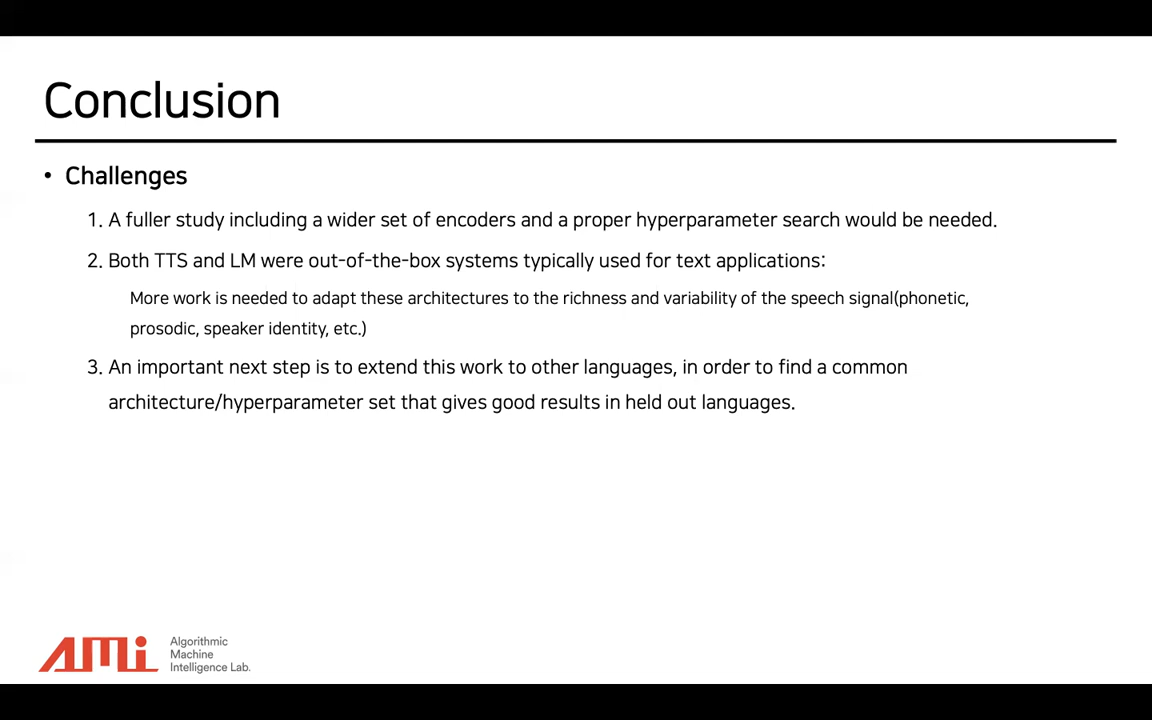 Conclusion
• Challenges
1. A fuller study including a wider set of encoders and a proper hyperparameter search would be needed.
2. Both TTS and LM were out-of-the-box systems typically used for text applications:
More work is needed to adapt these architectures to the richness and variability of the speech signal(phonetic,
prosodic, speaker identity, etc.)
3. An important next step is to extend this work to other languages, in order to find a common
architecture/hyperparameter set that gives good results in held out languages.
AMi
Algorithmic
Machine
Intelligence Lab.